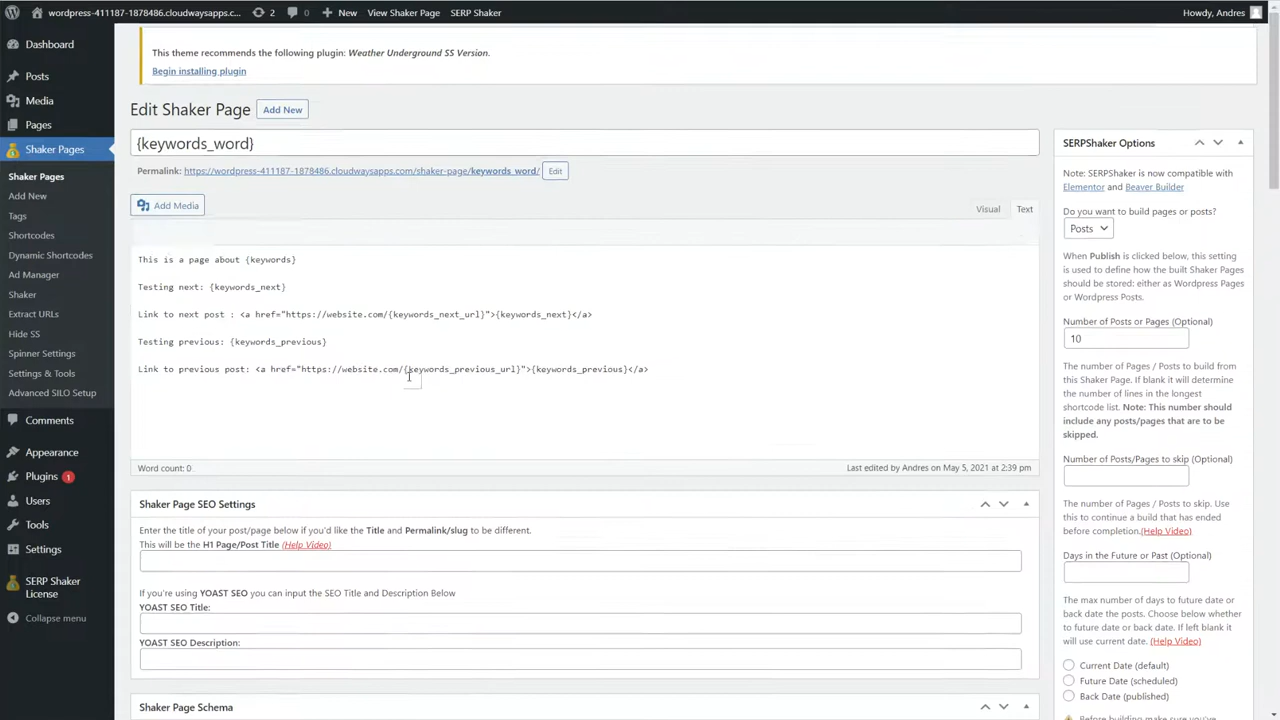 wordpress-411187-1878486.cloudwaysapps.c... 2 0 New View Shaker Page SERP Shaker Howdy, Andres
Dashboard
Posts
Media
Pages
Shaker Pages
Shaker Pages
Add New
Tags
Shortcodes
Dynamic Shortcodes
Ad Manager
Shaker
Extract URLs
Hide SS
Spinner Settings
Settings & Tools
Advanced SILO Setup
Comments
Appearance
Plugins 1
Users
Tools
Settings
SERP Shaker
License
Collapse menu
This theme recommends the following plugin: Weather Underground SS Version.
Begin installing plugin
Edit Shaker Page Add New
{keywords_word}
Permalink: https://wordpress-411187-1878486.cloudwaysapps.com/shaker-page/keywords_word/ Edit
Add Media
Visual Text
This is a page about {keywords}
Testing next: {keywords_next}
Link to next post : <a href="https://website.com/{keywords_next_url}">{keywords_next}</a>
Testing previous: {keywords_previous}
Link to previous post: <a href="https://website.com/{keywords_previous_url}">{keywords_previous}</a>
Word count: 0 Last edited by Andres on May 5, 2021 at 2:39 pm
Shaker Page SEO Settings
Enter the title of your post/page below if you'd like the Title and Permalink/slug to be different.
This will be the H1 Page/Post Title (Help Video)
If you're using YOAST SEO you can input the SEO Title and Description Below
YOAST SEO Title:
YOAST SEO Description:
Shaker Page Schema
SERPShaker Options
Note: SERPShaker is now compatible with
Elementor and Beaver Builder
Do you want to build pages or posts?
Posts
When Publish is clicked below, this setting
is used to define how the built Shaker Pages
should be stored: either as Wordpress Pages
or Wordpress Posts.
Number of Posts or Pages (Optional)
10
The number of Pages / Posts to build from
this Shaker Page. If blank it will determine
the number of lines in the longest
shortcode list. Note: This number should
include any posts/pages that are to be
skipped.
Number of Posts/Pages to skip (Optional)
The number of Pages / Posts to skip. Use
this to continue a build that has ended
before completion.(Help Video)
Days in the Future or Past (Optional)
The max number of days to future date or
back date the posts. Choose below whether
to future date or back date. If left blank it
will use current date. (Help Video)
Current Date (default)
Future Date (scheduled)
Back Date (published)
Before building make sure you've